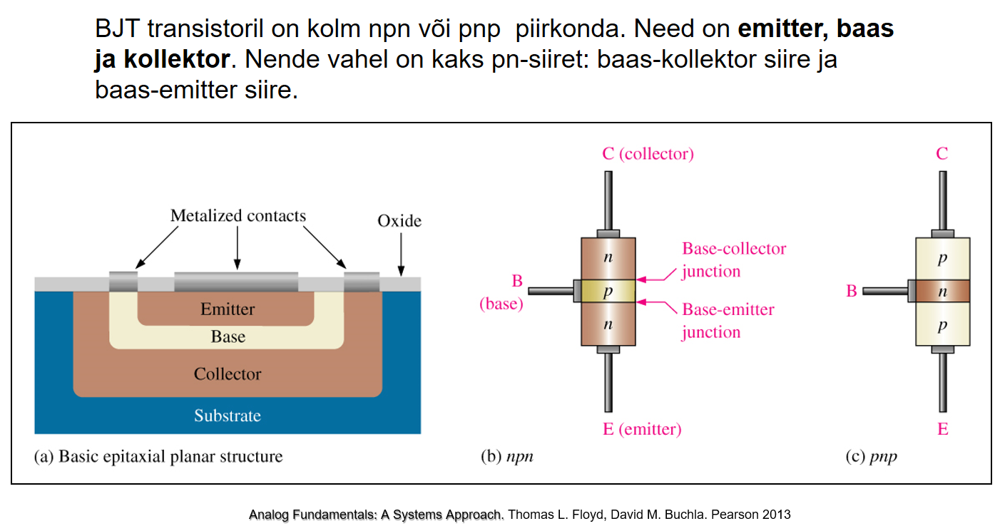 BJT transistoril on kolm npn või pnp  piirkonda. Need on emitter, baas
ja kollektor. Nende vahel on kaks pn-siiret: baas-kollektor siire ja
baas-emitter siire.
Metalized contacts
Oxide
Emitter
Base
Collector
Substrate
(a) Basic epitaxial planar structure
C (collector)
n
Base-collector
junction
B
(base)
p
Base-emitter
junction
n
E (emitter)
(b) npn
C
p
B
n
p
E
(c) pnp
Analog Fundamentals: A Systems Approach. Thomas L. Floyd, David M. Buchla. Pearson 2013